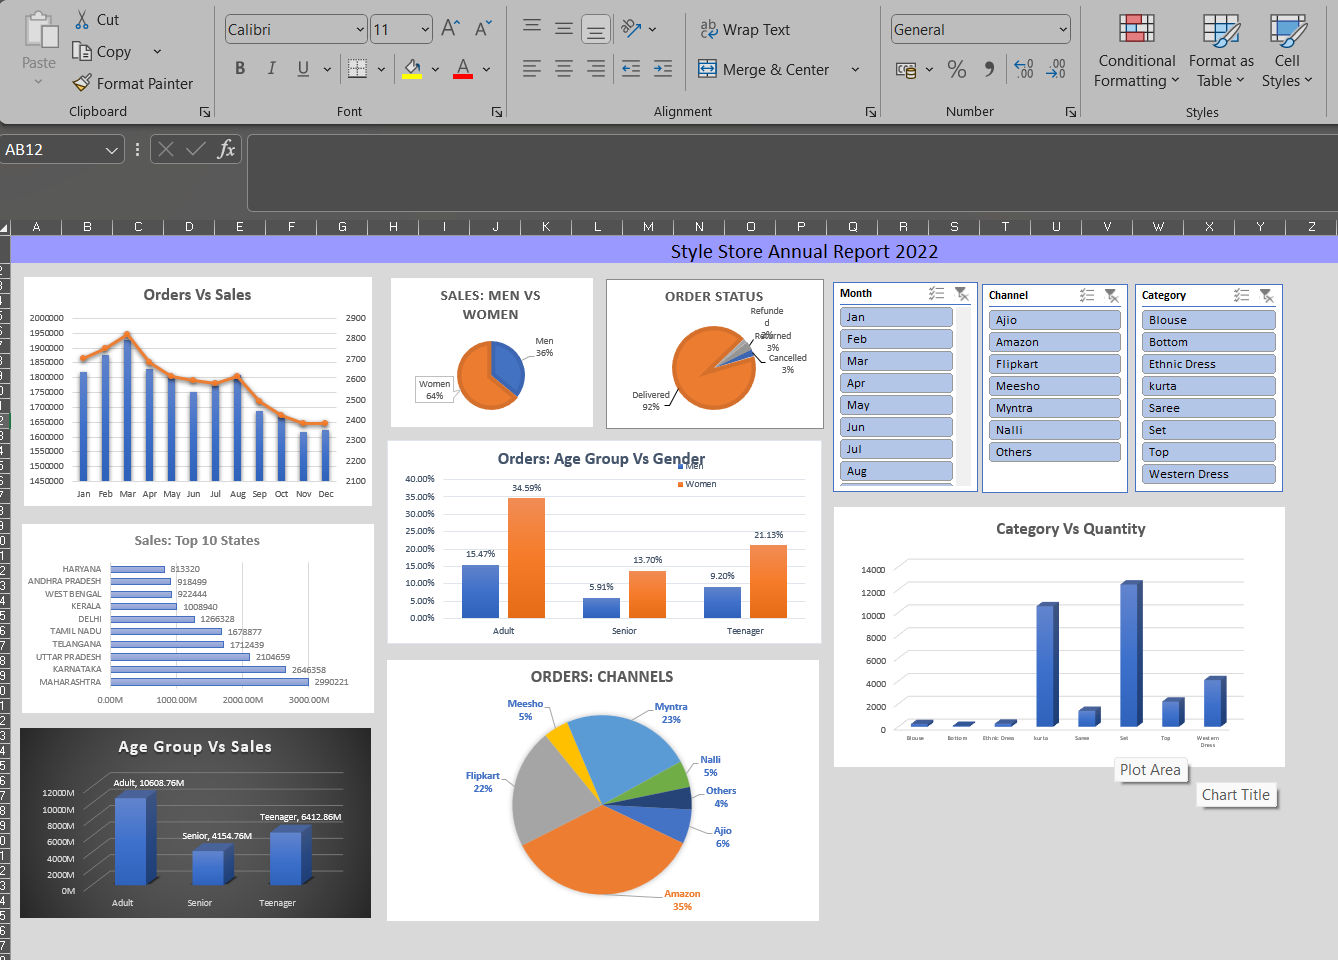 Cut
Copy
Format Painter
Paste
Clipboard
Calibri
11
B I U
Font
Wrap Text
Merge & Center
Alignment
General
Number
Conditional Formatting
Format as Table
Cell Styles
Styles
AB12
fx
A B C D E F G H I J K L M N O P Q R S T U V W X Y Z
Style Store Annual Report 2022
Orders Vs Sales
2000000
1950000
1900000
1850000
1800000
1750000
1700000
1650000
1600000
1550000
1500000
1450000
2900
2800
2700
2600
2500
2400
2300
2200
2100
Jan Feb Mar Apr May Jun Jul Aug Sep Oct Nov Dec
SALES: MEN VS
WOMEN
Men
36%
Women
64%
ORDER STATUS
Refunde
d
Returned
3%
Cancelled
3%
Delivered
92%
Month
Jan
Feb
Mar
Apr
May
Jun
Jul
Aug
Channel
Ajio
Amazon
Flipkart
Meesho
Myntra
Nalli
Others
Category
Blouse
Bottom
Ethnic Dress
kurta
Saree
Set
Top
Western Dress
Sales: Top 10 States
HARYANA 813320
ANDHRA PRADESH 918499
WEST BENGAL 922444
KERALA 1008940
DELHI 1266328
TAMIL NADU 1678877
TELANGANA 1712439
UTTAR PRADESH 2104659
KARNATAKA 2646358
MAHARASHTRA 2990221
0.00M 1000.00M 2000.00M 3000.00M
Orders: Age Group Vs Gender
Men
Women
40.00%
35.00%
30.00%
25.00%
20.00%
15.00%
10.00%
5.00%
0.00%
15.47% 34.59%
5.91% 13.70%
9.20% 21.13%
Adult Senior Teenager
Category Vs Quantity
14000
12000
10000
8000
6000
4000
2000
0
Blouse Bottom Ethnic Dress kurta Saree Set Top Western
Dress
Plot Area
Chart Title
Age Group Vs Sales
12000M
10000M
8000M
6000M
4000M
2000M
0M
Adult, 10608.76M
Senior, 4154.76M
Teenager, 6412.86M
Adult Senior Teenager
ORDERS: CHANNELS
Meesho
5%
Myntra
23%
Nalli
5%
Others
4%
Ajio
6%
Flipkart
22%
Amazon
35%